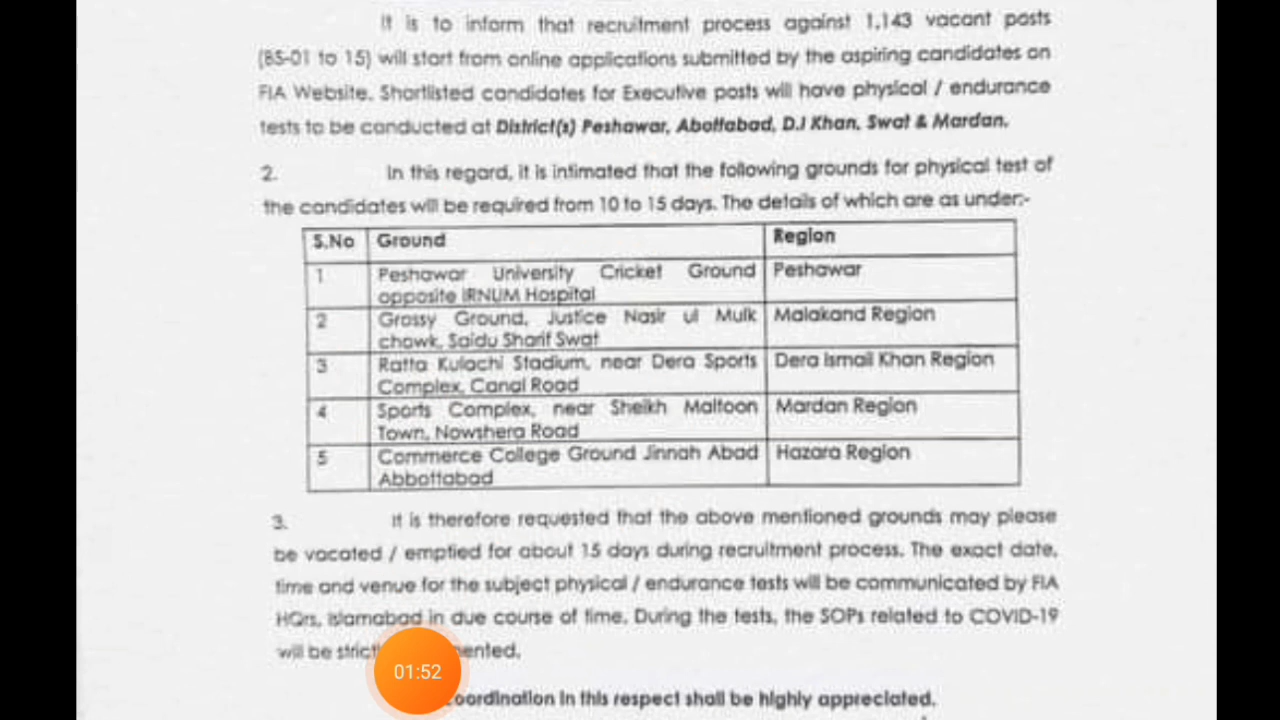 It is to inform that recruitment process against 1,143 vacant posts
(BS-01 to 15) will start from online applications submitted by the aspiring candidates on
FIA Website. Shortlisted candidates for Executive posts will have physical / endurance
tests to be conducted at District(s) Peshawar, Abottabad, D.I Khan, Swat & Mardan.
2. In this regard, it is intimated that the following grounds for physical test of
the candidates will be required from 10 to 15 days. The details of which are as under:-
S.No Ground Region
1 Peshawar University Cricket Ground Peshawar
opposite IRNUM Hospital
2 Grassy Ground, Justice Nasir ul Mulk Malakand Region
chowk, Saidu Sharif Swat
3 Ratta Kulachi Stadium, near Dera Sports Dera Ismail Khan Region
Complex, Canal Road
4 Sports Complex, near Sheikh Maltoon Mardan Region
Town, Nowshera Road
5 Commerce College Ground Jinnah Abad Hazara Region
Abbottabad
3. It is therefore requested that the above mentioned grounds may please
be vacated / emptied for about 15 days during recruitment process. The exact date,
time and venue for the subject physical / endurance tests will be communicated by FIA
HQrs, Islamabad in due course of time. During the tests, the SOPs related to COVID-19
will be
01:52
in this respect shall be highly appreciated.